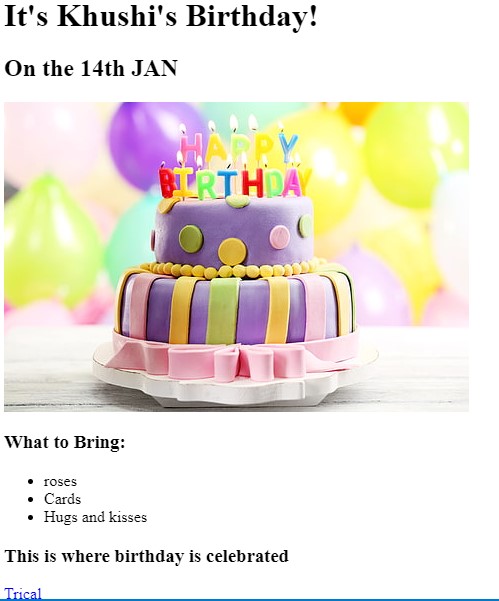 It's Khushi's Birthday!
On the 14th JAN
HAPPY
BIRTHDAY
What to Bring:
roses
Cards
Hugs and kisses
This is where birthday is celebrated
Trical